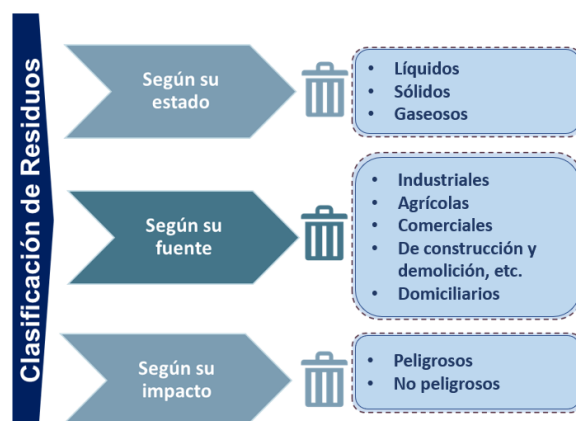 Clasificación de Residuos
Según su
estado
• Líquidos
• Sólidos
• Gaseosos
Según su
fuente
• Industriales
• Agrícolas
• Comerciales
• De construcción y
demolición, etc.
• Domiciliarios
Según su
impacto
• Peligrosos
• No peligrosos